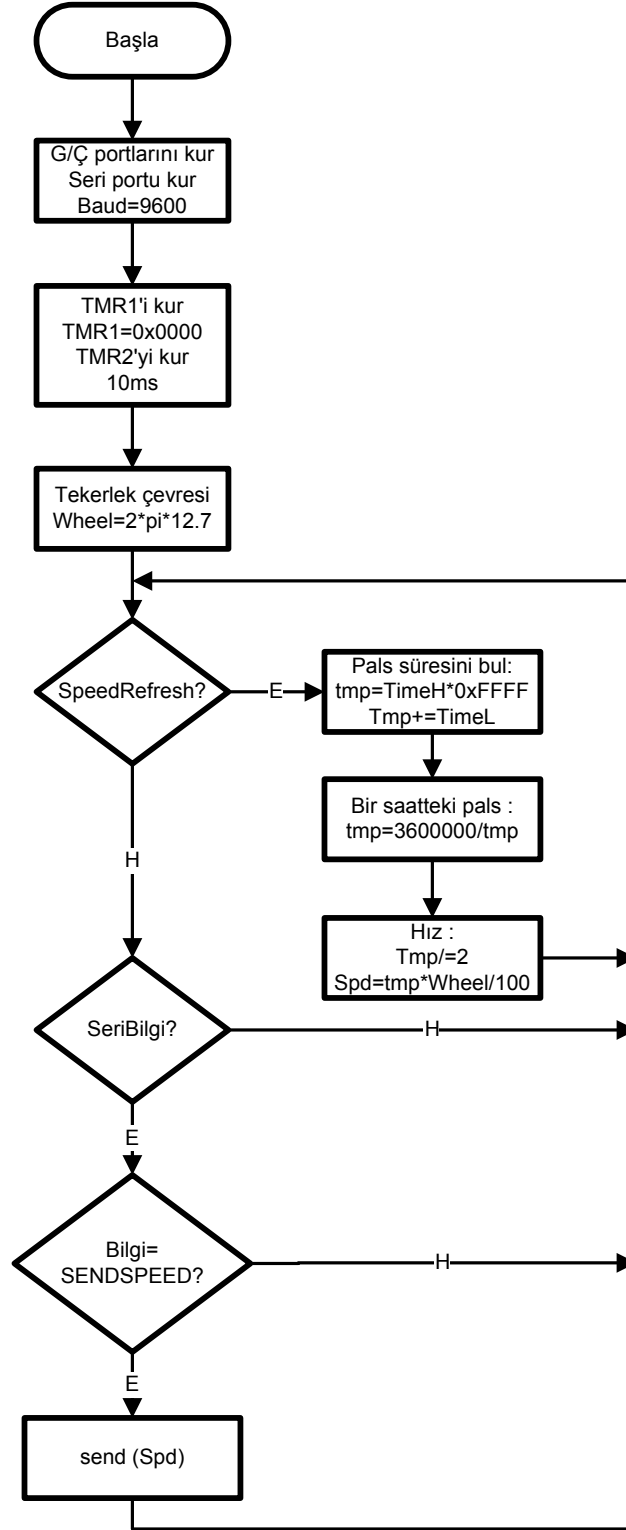 Başla
G/Ç portlarını kur
Seri portu kur
Baud=9600
TMR1'i kur
TMR1=0x0000
TMR2'yi kur
10ms
Tekerlek çevresi
Wheel=2*pi*12.7
SpeedRefresh?
E
Pals süresini bul:
tmp=TimeH*0xFFFF
Tmp+=TimeL
Bir saatteki pals :
tmp=3600000/tmp
Hız :
Tmp/=2
Spd=tmp*Wheel/100
H
SeriBilgi?
H
E
Bilgi=
SENDSPEED?
H
E
send (Spd)